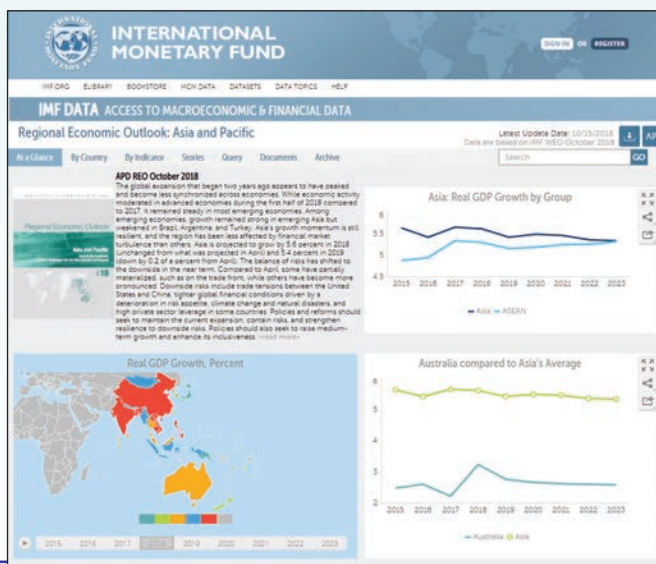 INTERNATIONAL
MONETARY FUND
SIGN IN OR REGISTER
IMF.ORG ELIBRARY BOOKSTORE HCM DATA DATASETS DATA TOPICS HELP
IMF DATA ACCESS TO MACROECONOMIC & FINANCIAL DATA
Regional Economic Outlook: Asia and Pacific
Latest Update Date: 10/15/2018
Data are based on IMF WEO October 2018
At a Glance By Country By Indicator Stories Query Documents Archive
Search GO
APD REO October 2018
The global expansion that began two years ago appears to have peaked
and become less synchronized across economies. While economic activity
moderated in advanced economies during the first half of 2018 compared
to 2017, it remained steady in most emerging economies. Among
emerging economies, growth remained strong in emerging Asia but
weakened in Brazil, Argentina, and Turkey. Asia's growth momentum is still
resilient, and the region has been less affected by financial market
turbulence than others. Asia is projected to grow by 5.6 percent in 2018
(unchanged from what was projected in April) and 5.4 percent in 2019
(down by 0.2 of a percent from April). The balance of risks has shifted to
the downside in the near term. Compared to April, some have partially
materialized, such as on the trade front, while others have become more
pronounced. Downside risks include trade tensions between the United
States and China, tighter global financial conditions driven by a
deterioration in risk appetite, climate change and natural disasters, and
high private sector leverage in some countries. Policies and reforms should
seek to maintain the current expansion, contain risks, and strengthen
resilience to downside risks. Policies should also seek to raise medium-
term growth and enhance its inclusiveness.
Regional Economic Outlook
Asia and Pacific
Asia: Real GDP Growth by Group
6
5.5
5
4.5
2015 2016 2017 2018 2019 2020 2021 2022 2023
Asia ASEAN
Real GDP Growth, Percent
2015 2016 2017 2018 2019 2020 2021 2022 2023
Australia compared to Asia's Average
6
5
4
3
2
2015 2016 2017 2018 2019 2020 2021 2022 2023
Australia Asia